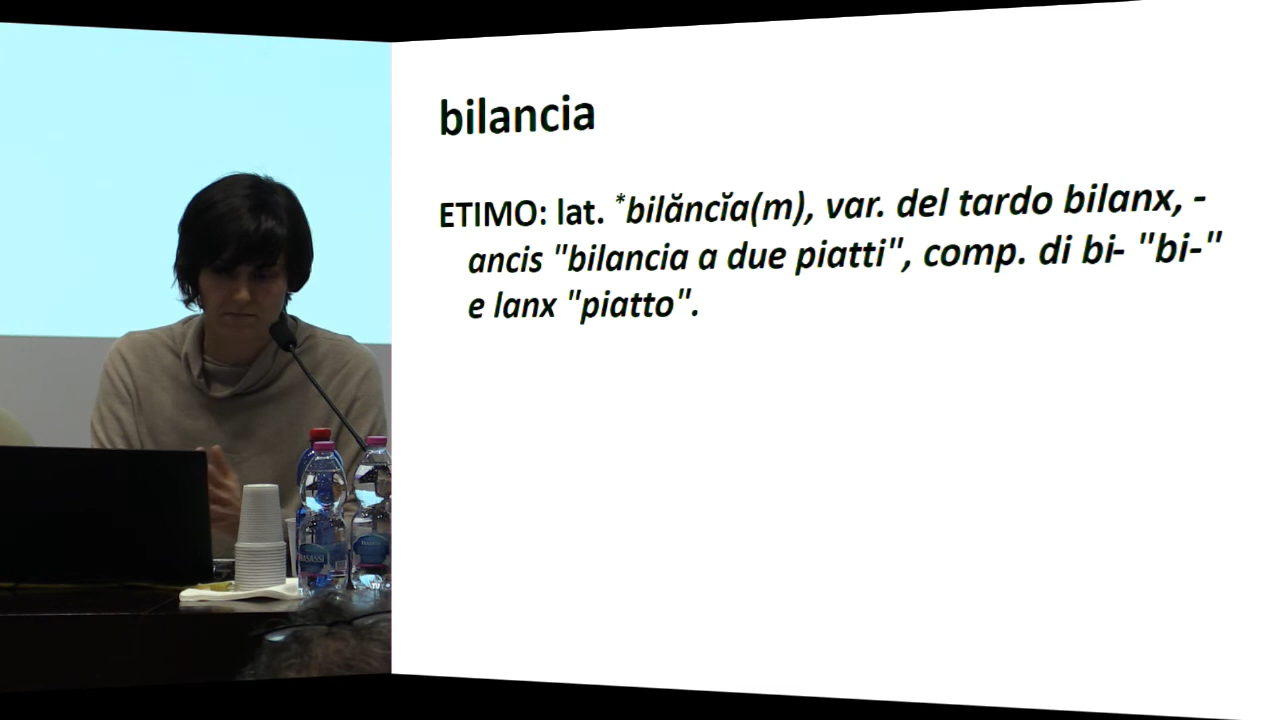 bilancia
ETIMO: lat. *bilăncĭa(m), var. del tardo bilanx, -
ancis "bilancia a due piatti", comp. di bi- "bi-"
e lanx "piatto".